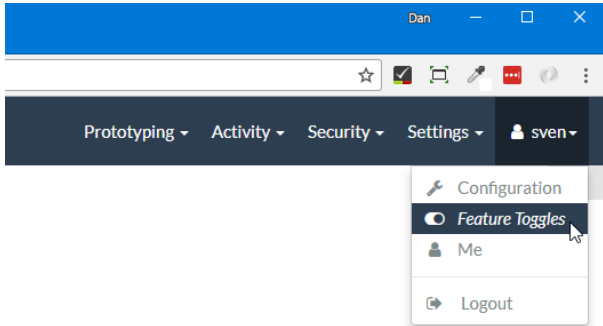 Dan
Prototyping Activity Security Settings sven
Configuration
Feature Toggles
Me
Logout